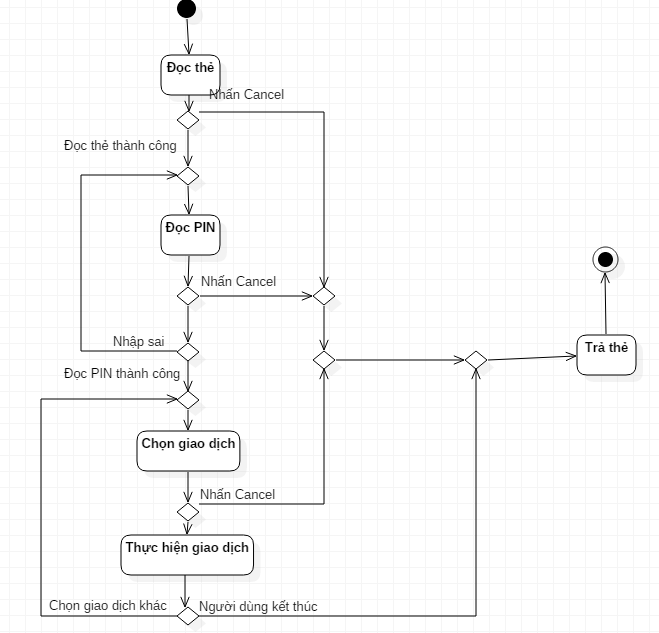 Đọc thẻ
Nhấn Cancel
Đọc thẻ thành công
Đọc PIN
Nhấn Cancel
Nhập sai
Trả thẻ
Đọc PIN thành công
Chọn giao dịch
Nhấn Cancel
Thực hiện giao dịch
Chọn giao dịch khác
Người dùng kết thúc